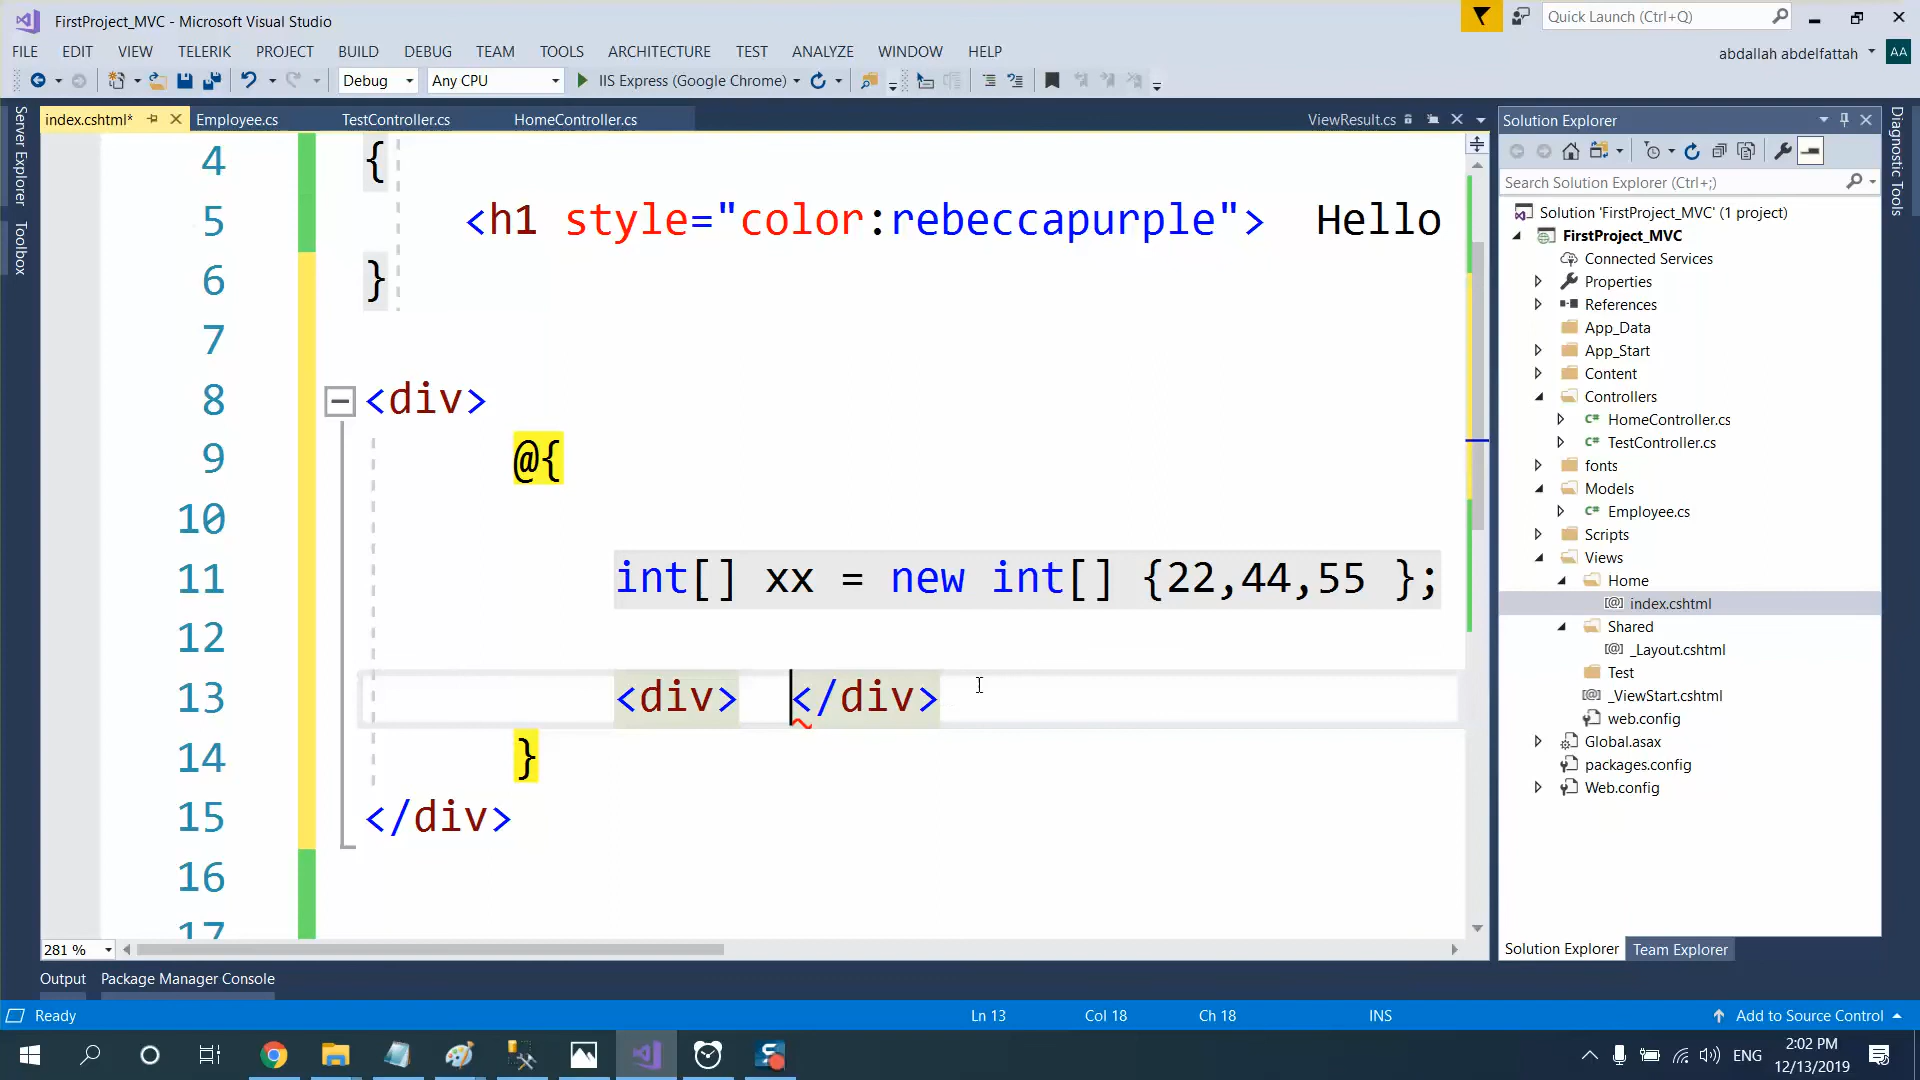 FirstProject_MVC - Microsoft Visual Studio
Quick Launch (Ctrl+Q)
FILE EDIT VIEW TELERIK PROJECT BUILD DEBUG TEAM TOOLS ARCHITECTURE TEST ANALYZE WINDOW HELP
abdallah abdelfattah AA
Debug Any CPU IIS Express (Google Chrome)
Server Explorer
Toolbox
index.cshtml* Employee.cs TestController.cs HomeController.cs ViewResult.cs
4 {
5 <h1 style="color:rebeccapurple"> Hello
6 }
7
8 <div>
9 @{
10
11 int[] xx = new int[] {22,44,55 };
12
13 <div> </div>
14 }
15 </div>
16
17
281 %
Solution Explorer
Search Solution Explorer (Ctrl+;)
Solution 'FirstProject_MVC' (1 project)
FirstProject_MVC
Connected Services
Properties
References
App_Data
App_Start
Content
Controllers
HomeController.cs
TestController.cs
fonts
Models
Employee.cs
Scripts
Views
Home
index.cshtml
Shared
_Layout.cshtml
Test
_ViewStart.cshtml
web.config
Global.asax
packages.config
Web.config
Solution Explorer Team Explorer
Diagnostic Tools
Output Package Manager Console
Ready Ln 13 Col 18 Ch 18 INS Add to Source Control
ENG 2:02 PM
12/13/2019